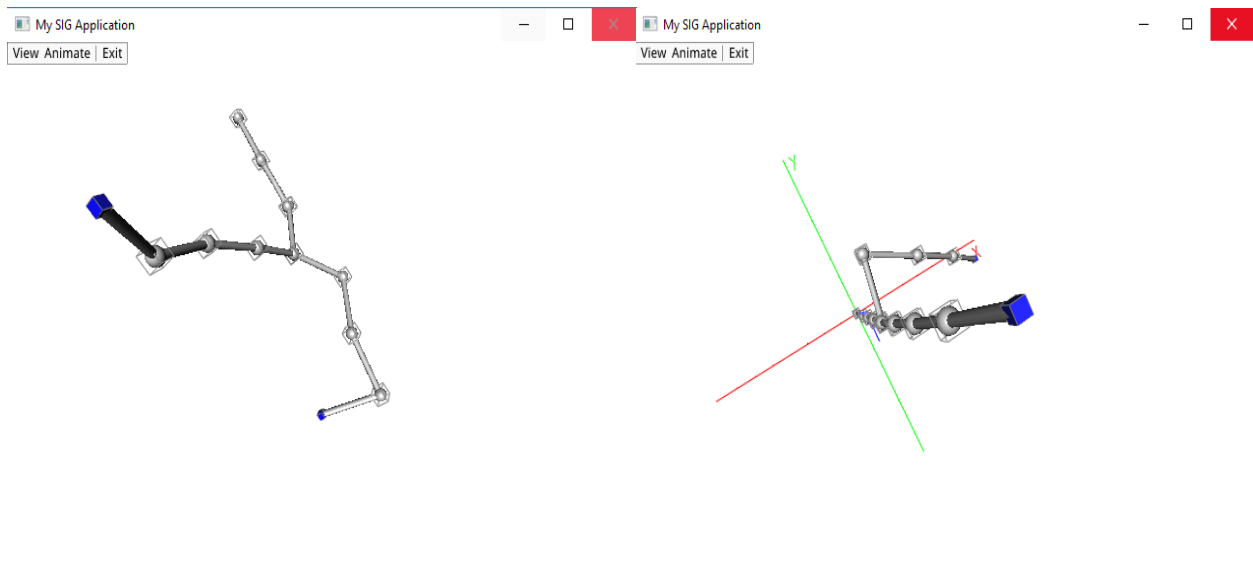 My SIG Application
View Animate | Exit
My SIG Application
View Animate | Exit
Y
X